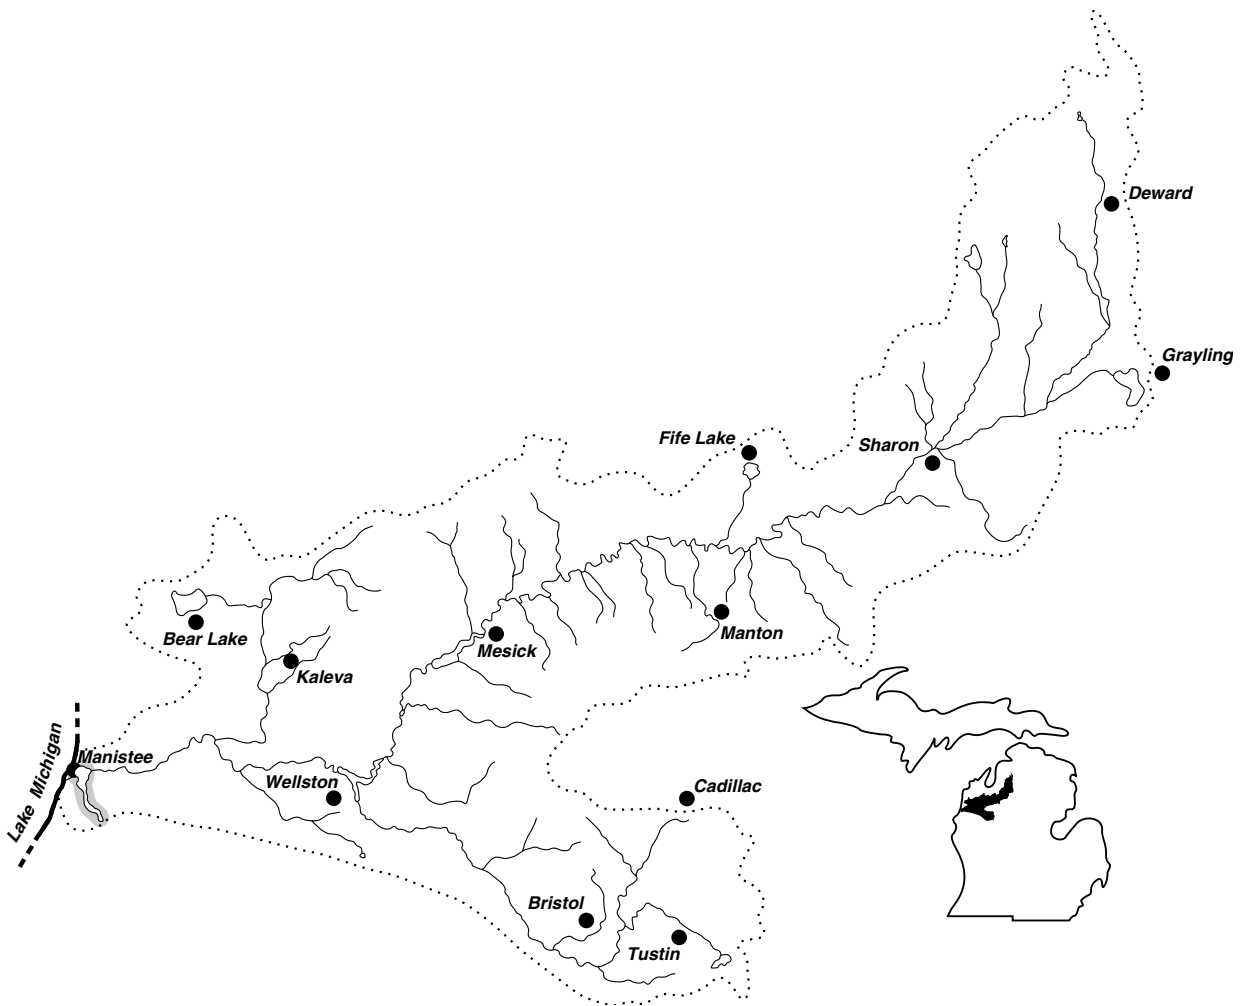 Deward
Grayling
Fife Lake
Sharon
Bear Lake
Mesick
Manton
Kaleva
Lake Michigan
Manistee
Wellston
Cadillac
Bristol
Tustin